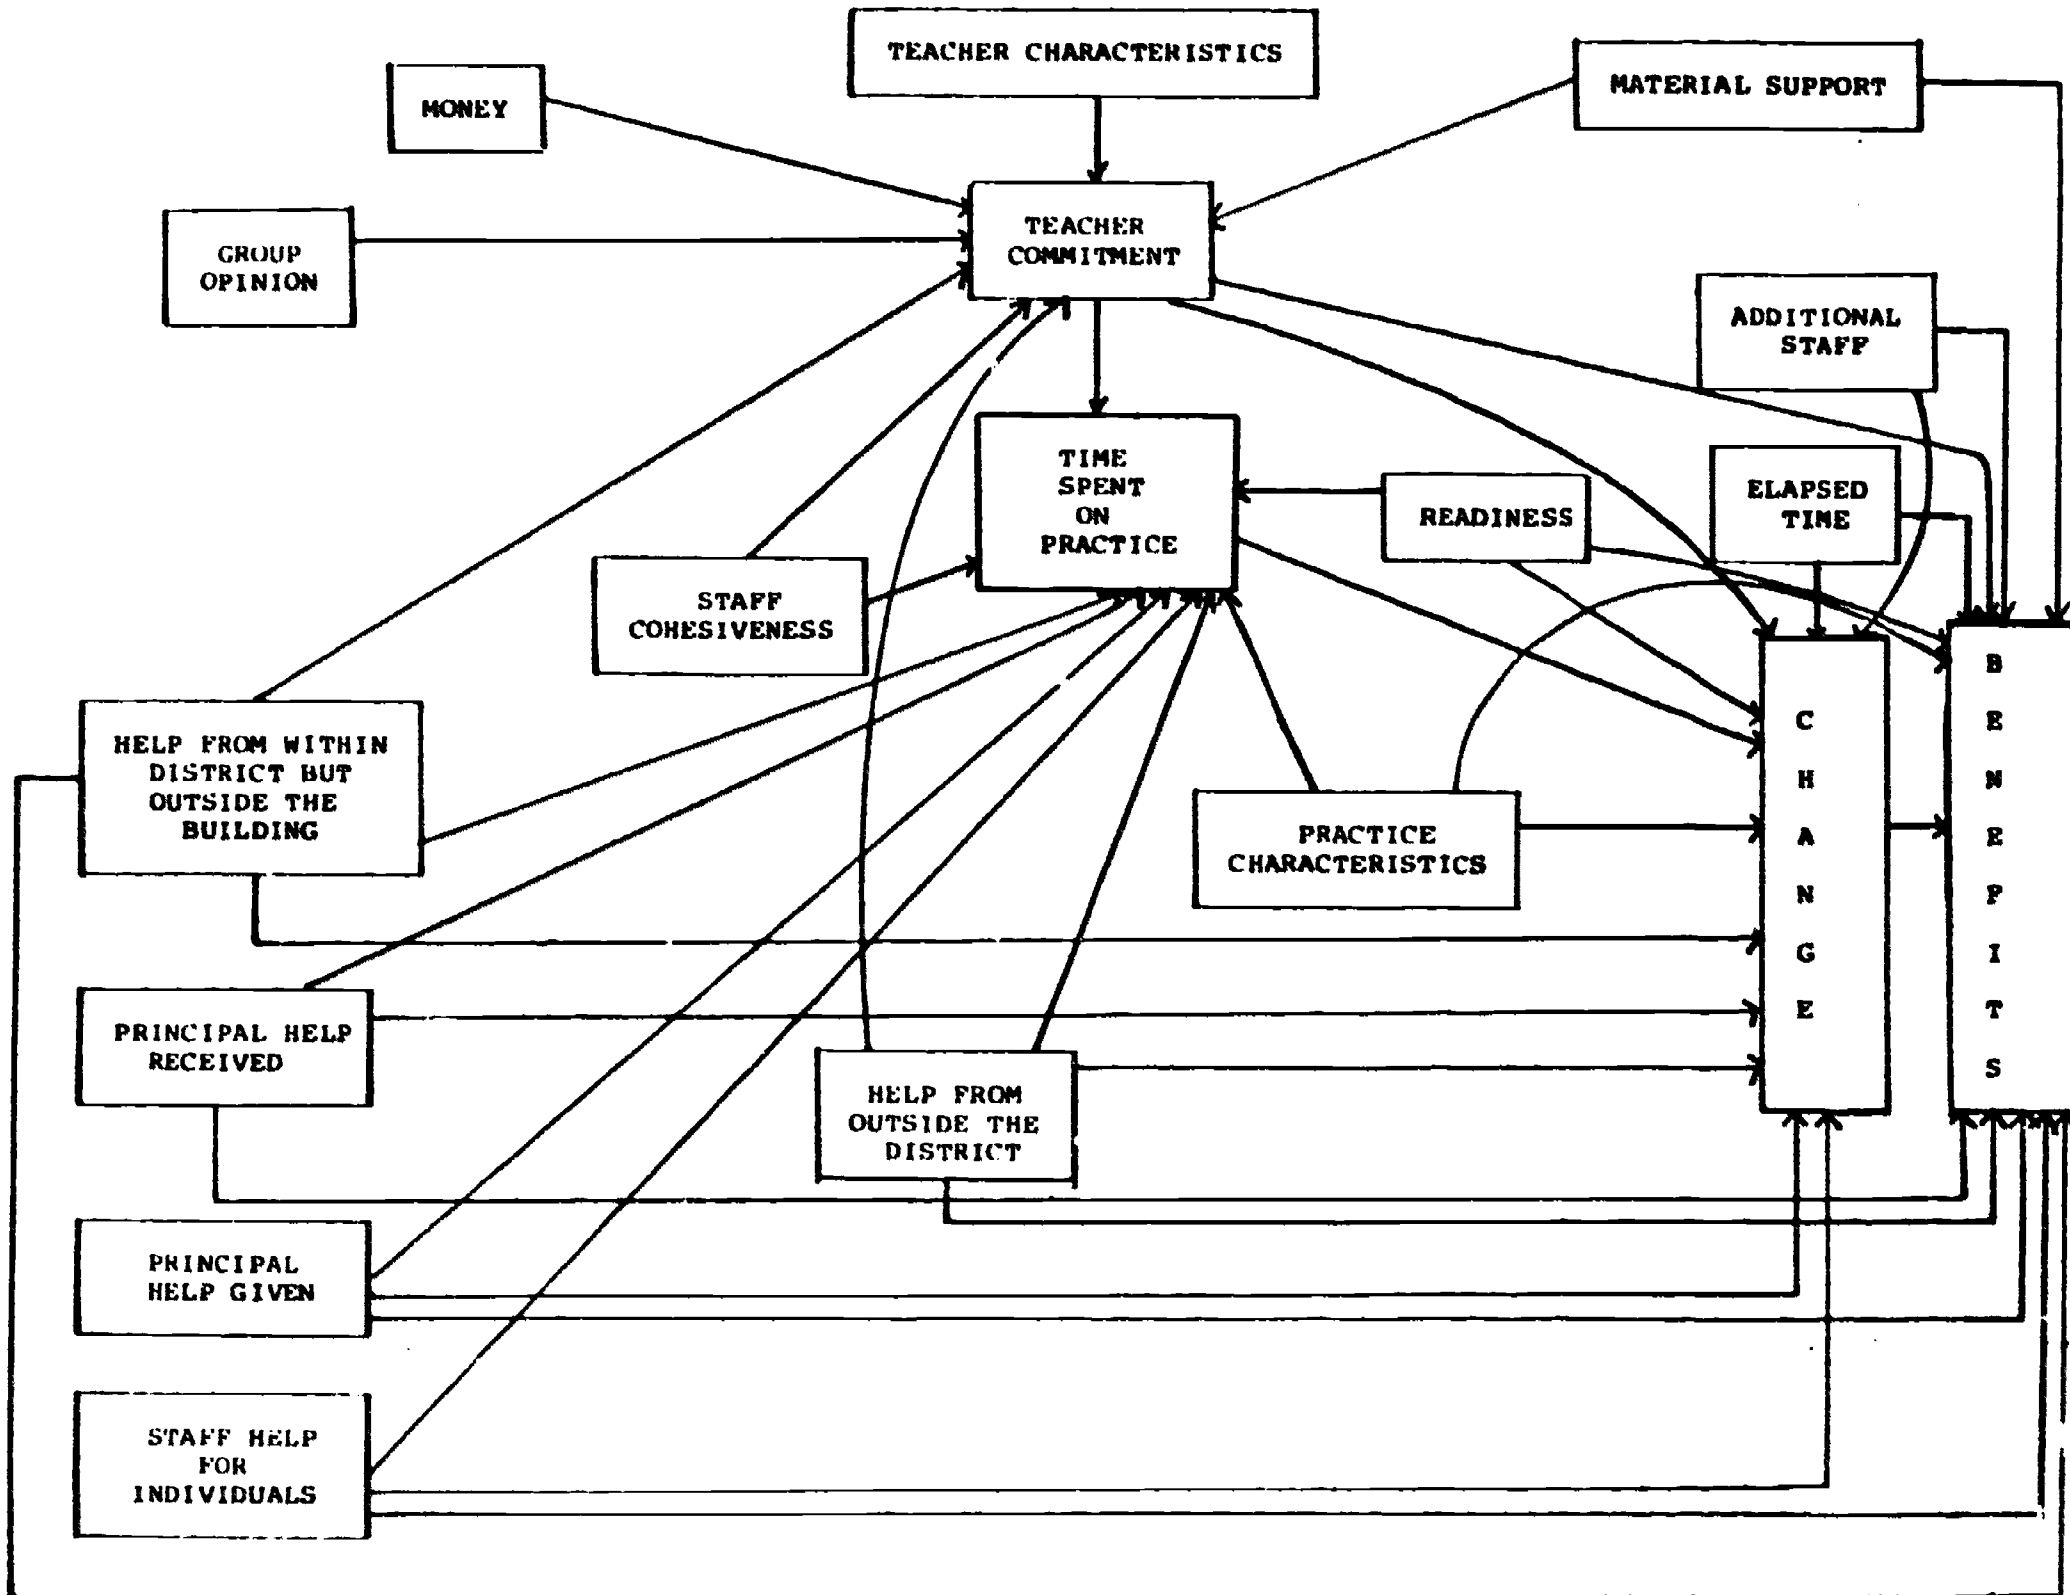 TEACHER CHARACTERISTICS
MONEY
MATERIAL SUPPORT
TEACHER
COMMITMENT
GROUP
OPINION
ADDITIONAL
STAFF
TIME
SPENT
ON
PRACTICE
READINESS
ELAPSED
TIME
STAFF
COHESIVENESS
HELP FROM WITHIN
DISTRICT BUT
OUTSIDE THE
BUILDING
PRACTICE
CHARACTERISTICS
C
H
A
N
G
E
B
E
N
E
F
I
T
S
PRINCIPAL HELP
RECEIVED
HELP FROM
OUTSIDE THE
DISTRICT
PRINCIPAL
HELP GIVEN
STAFF HELP
FOR
INDIVIDUALS